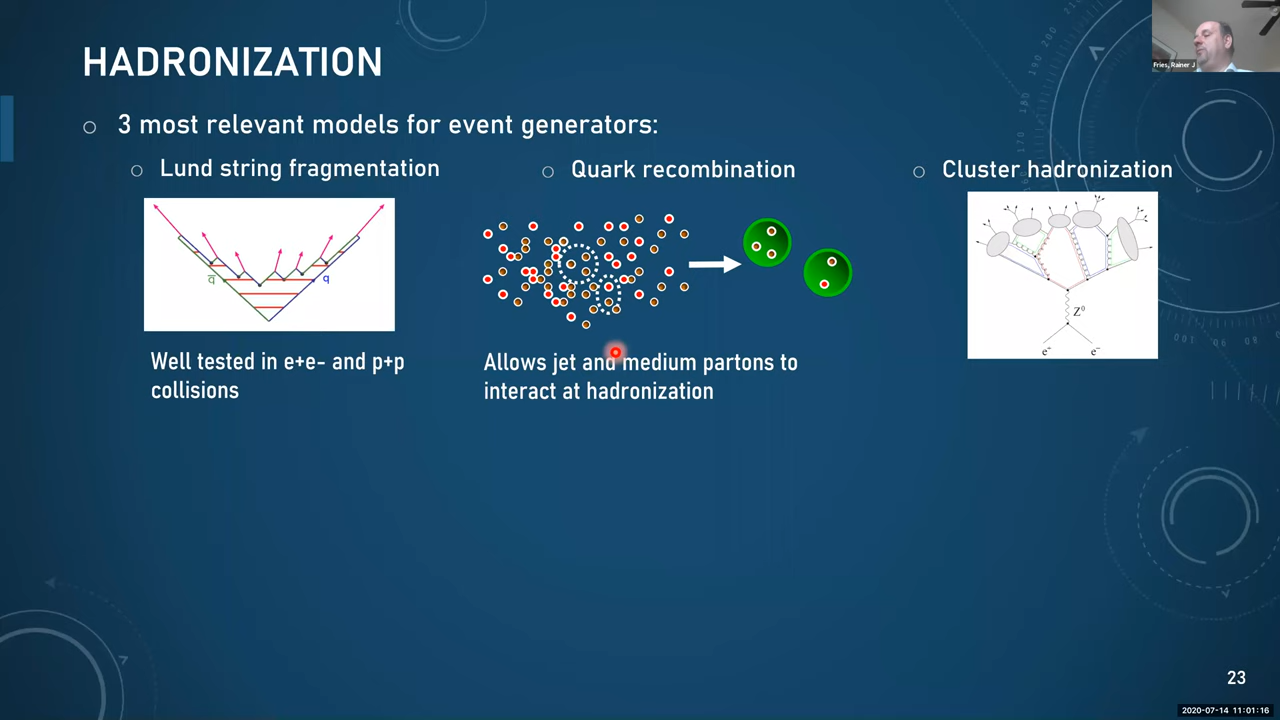 HADRONIZATION
Fries, Rainer J
3 most relevant models for event generators:
Lund string fragmentation
Quark recombination
Cluster hadronization
q̅
q
Z⁰
e⁺
e⁻
Well tested in e+e- and p+p
collisions
Allows jet and medium partons to
interact at hadronization
23
2020-07-14 11:01:16